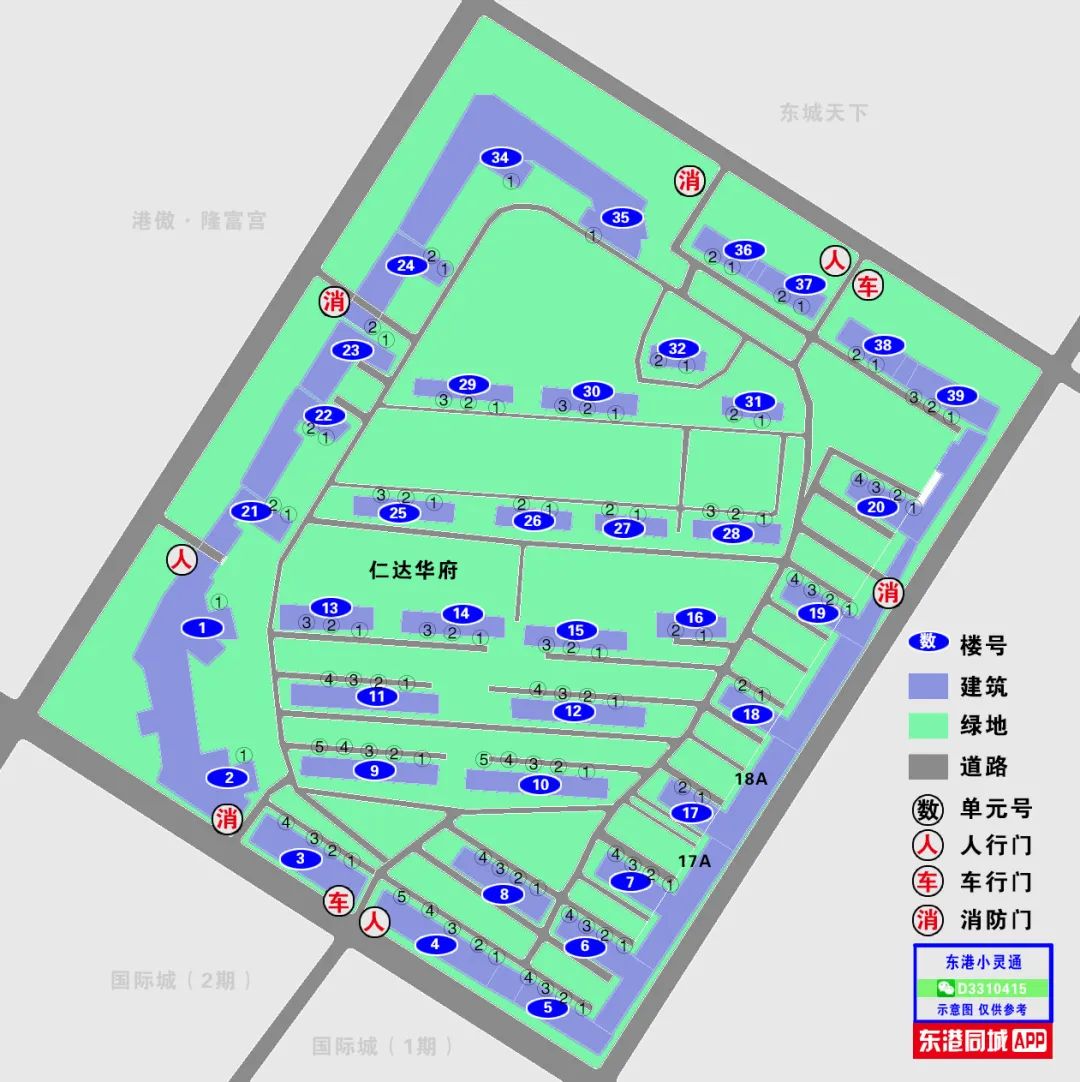 东城天下
34
①
消
35
①
港傲·隆富宫
36
② ①
人
37
② ①
车
24
② ①
消
② ①
23
38
② ①
32
② ①
39
③ ② ①
29
③ ② ①
30
③ ② ①
31
② ①
22
② ①
20
④ ③ ② ①
21
② ①
25
③ ② ①
26
② ①
27
② ①
28
③ ② ①
人
仁达华府
19
④ ③ ② ①
消
1
①
13
③ ② ①
14
③ ② ①
15
③ ② ①
16
② ①
11
④ ③ ② ①
12
④ ③ ② ①
18
② ①
18A
9
⑤ ④ ③ ② ①
10
⑤ ④ ③ ② ①
2
①
消
17
② ①
17A
3
④ ③ ② ①
车
人
8
④ ③ ② ①
7
④ ③ ② ①
4
⑤ ④ ③ ② ①
6
④ ③ ② ①
5
④ ③ ② ①
国际城（2期）
国际城（1期）
数 楼号
建筑
绿地
道路
数 单元号
人 人行门
车 车行门
消 消防门
东港小灵通
D3310415
示意图 仅供参考
东港同城APP